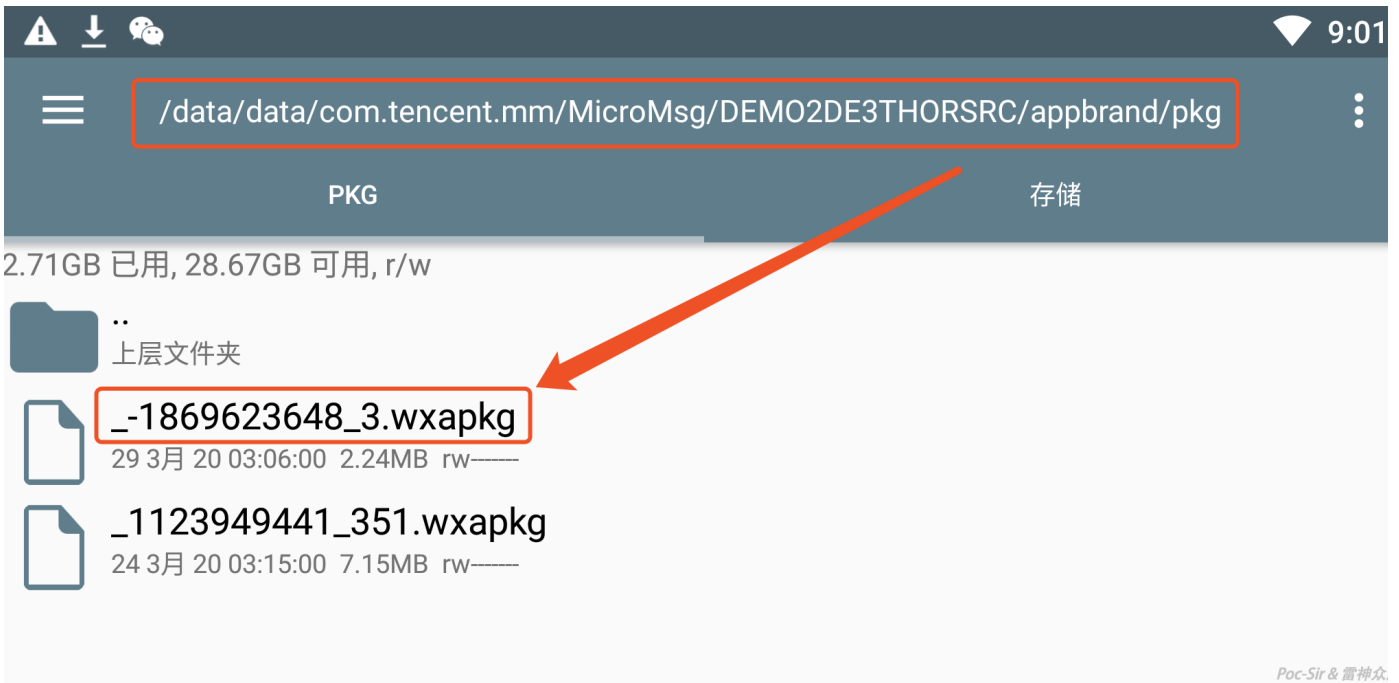 9:01
/data/data/com.tencent.mm/MicroMsg/DEMO2DE3THORSRC/appbrand/pkg
PKG
存储
2.71GB 已用, 28.67GB 可用, r/w
..
上层文件夹
_-1869623648_3.wxapkg
29 3月 20 03:06:00 2.24MB rw-------
_1123949441_351.wxapkg
24 3月 20 03:15:00 7.15MB rw-------
Poc-Sir & 雷神众